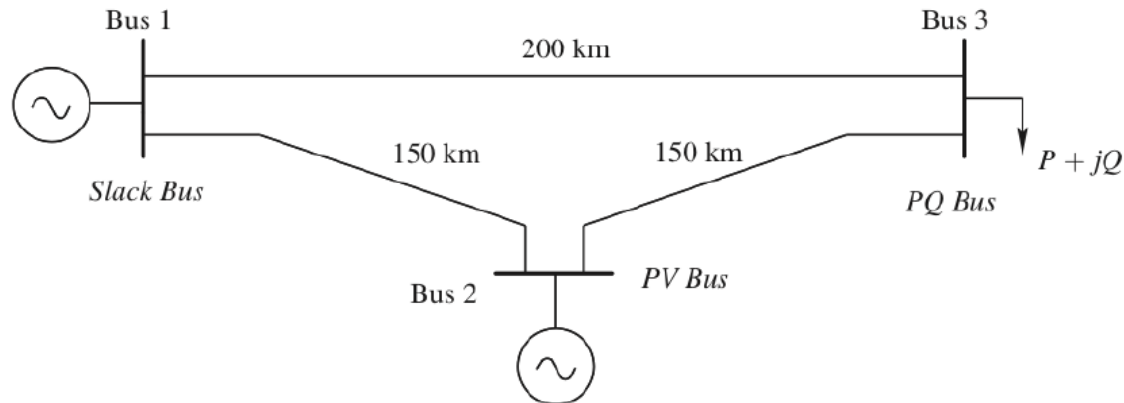 Bus 1
Bus 3
200 km
150 km
150 km
P + jQ
Slack Bus
PQ Bus
PV Bus
Bus 2